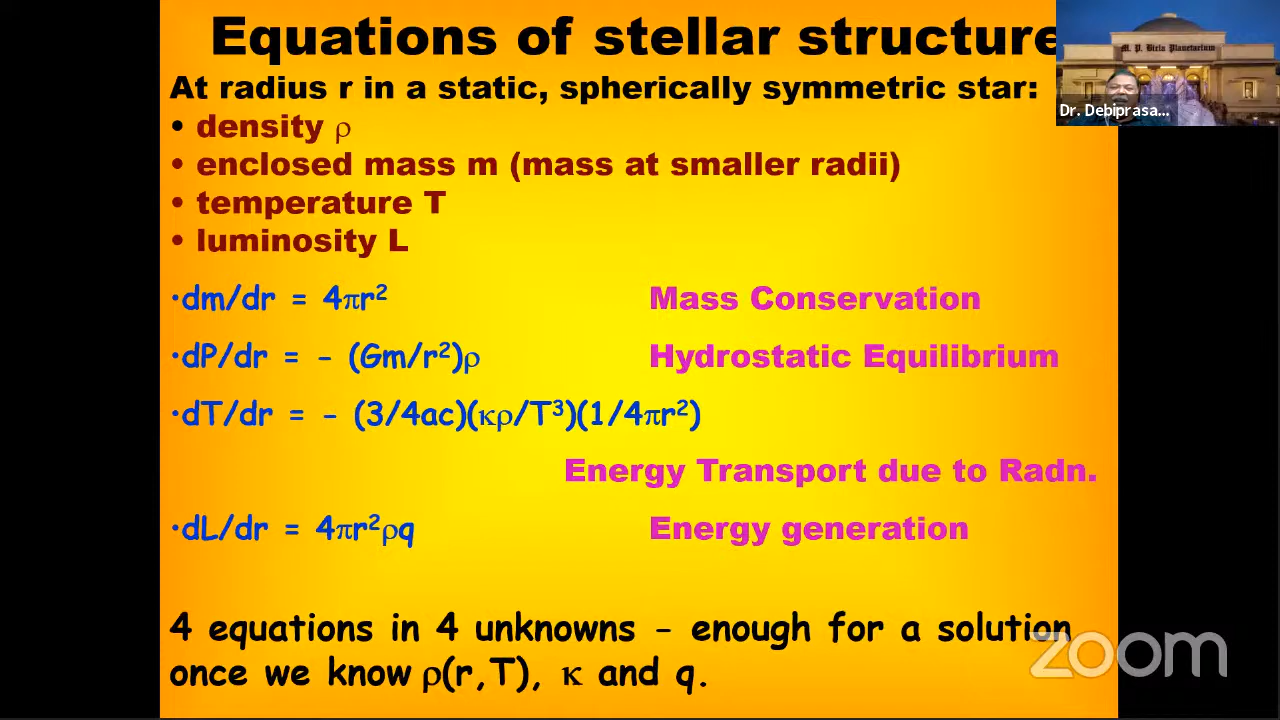 Equations of stellar structure
M. P. Birla Planetarium
Dr. Debiprasa...
At radius r in a static, spherically symmetric star:
• density ρ
• enclosed mass m (mass at smaller radii)
• temperature T
• luminosity L
•dm/dr = 4πr² Mass Conservation
•dP/dr = - (Gm/r²)ρ Hydrostatic Equilibrium
•dT/dr = - (3/4ac)(κρ/T³)(1/4πr²)
Energy Transport due to Radn.
•dL/dr = 4πr²ρq Energy generation
4 equations in 4 unknowns - enough for a solution
once we know ρ(r,T), κ and q.
zoom